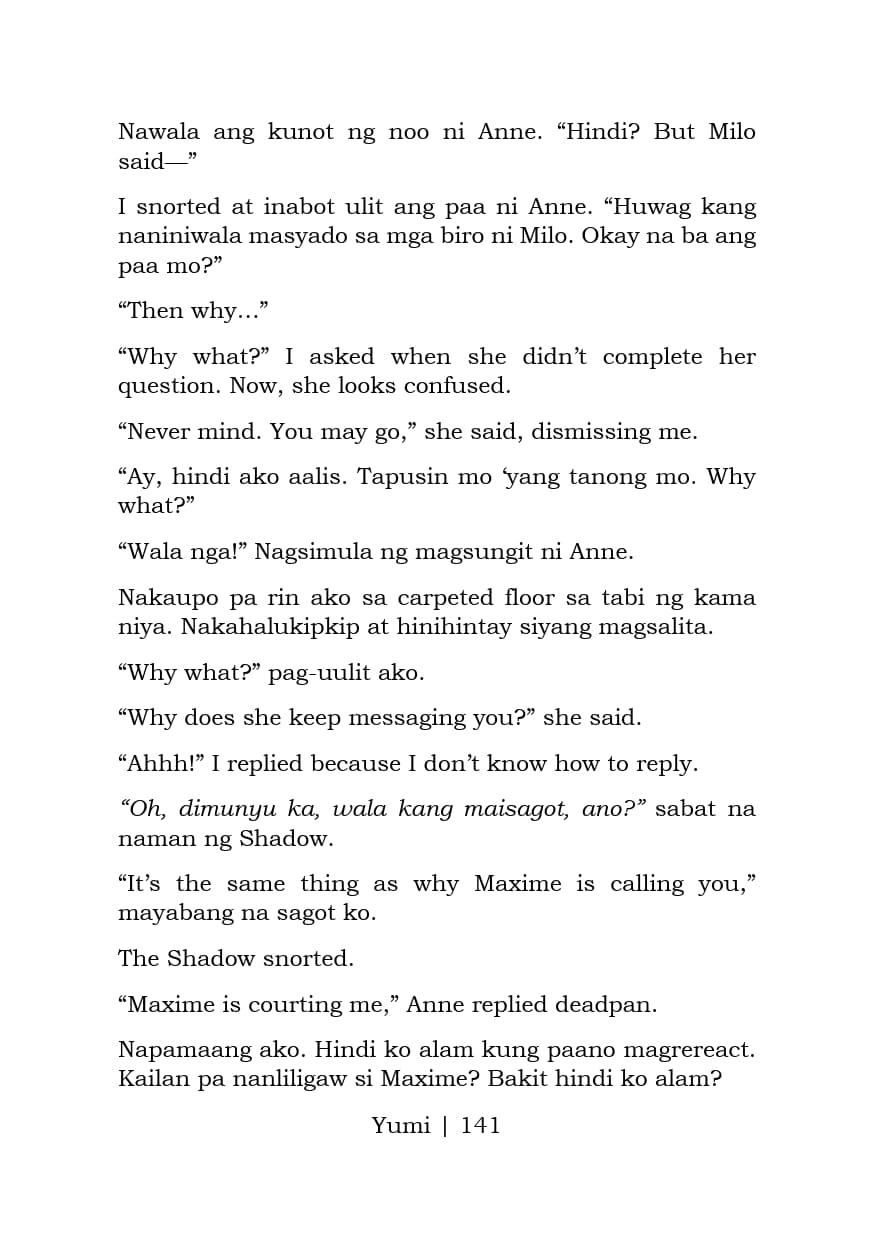 Nawala ang kunot ng noo ni Anne. “Hindi? But Milo
said—”
I snorted at inabot ulit ang paa ni Anne. “Huwag kang
naniniwala masyado sa mga biro ni Milo. Okay na ba ang
paa mo?”
“Then why…”
“Why what?” I asked when she didn’t complete her
question. Now, she looks confused.
“Never mind. You may go,” she said, dismissing me.
“Ay, hindi ako aalis. Tapusin mo ‘yang tanong mo. Why
what?”
“Wala nga!” Nagsimula ng magsungit ni Anne.
Nakaupo pa rin ako sa carpeted floor sa tabi ng kama
niya. Nakahalukipkip at hinihintay siyang magsalita.
“Why what?” pag-uulit ako.
“Why does she keep messaging you?” she said.
“Ahhh!” I replied because I don’t know how to reply.
“Oh, dimunyu ka, wala kang maisagot, ano?” sabat na
naman ng Shadow.
“It’s the same thing as why Maxime is calling you,”
mayabang na sagot ko.
The Shadow snorted.
“Maxime is courting me,” Anne replied deadpan.
Napamaang ako. Hindi ko alam kung paano magrereact.
Kailan pa nanliligaw si Maxime? Bakit hindi ko alam?
Yumi | 141